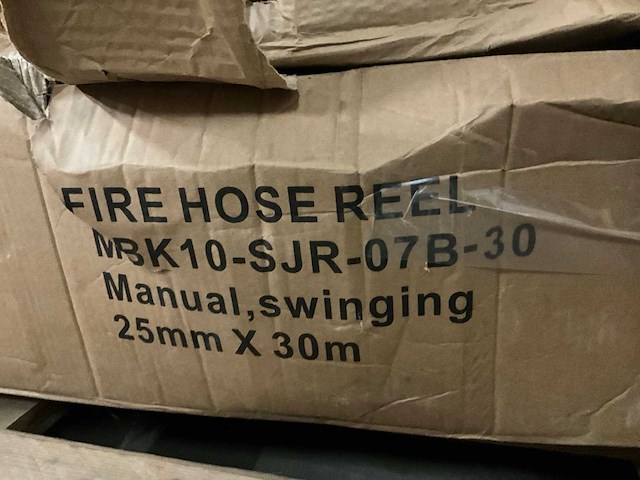 FIRE HOSE REEL
MBK10-SJR-07B-30
Manual,swinging
25mm X 30m